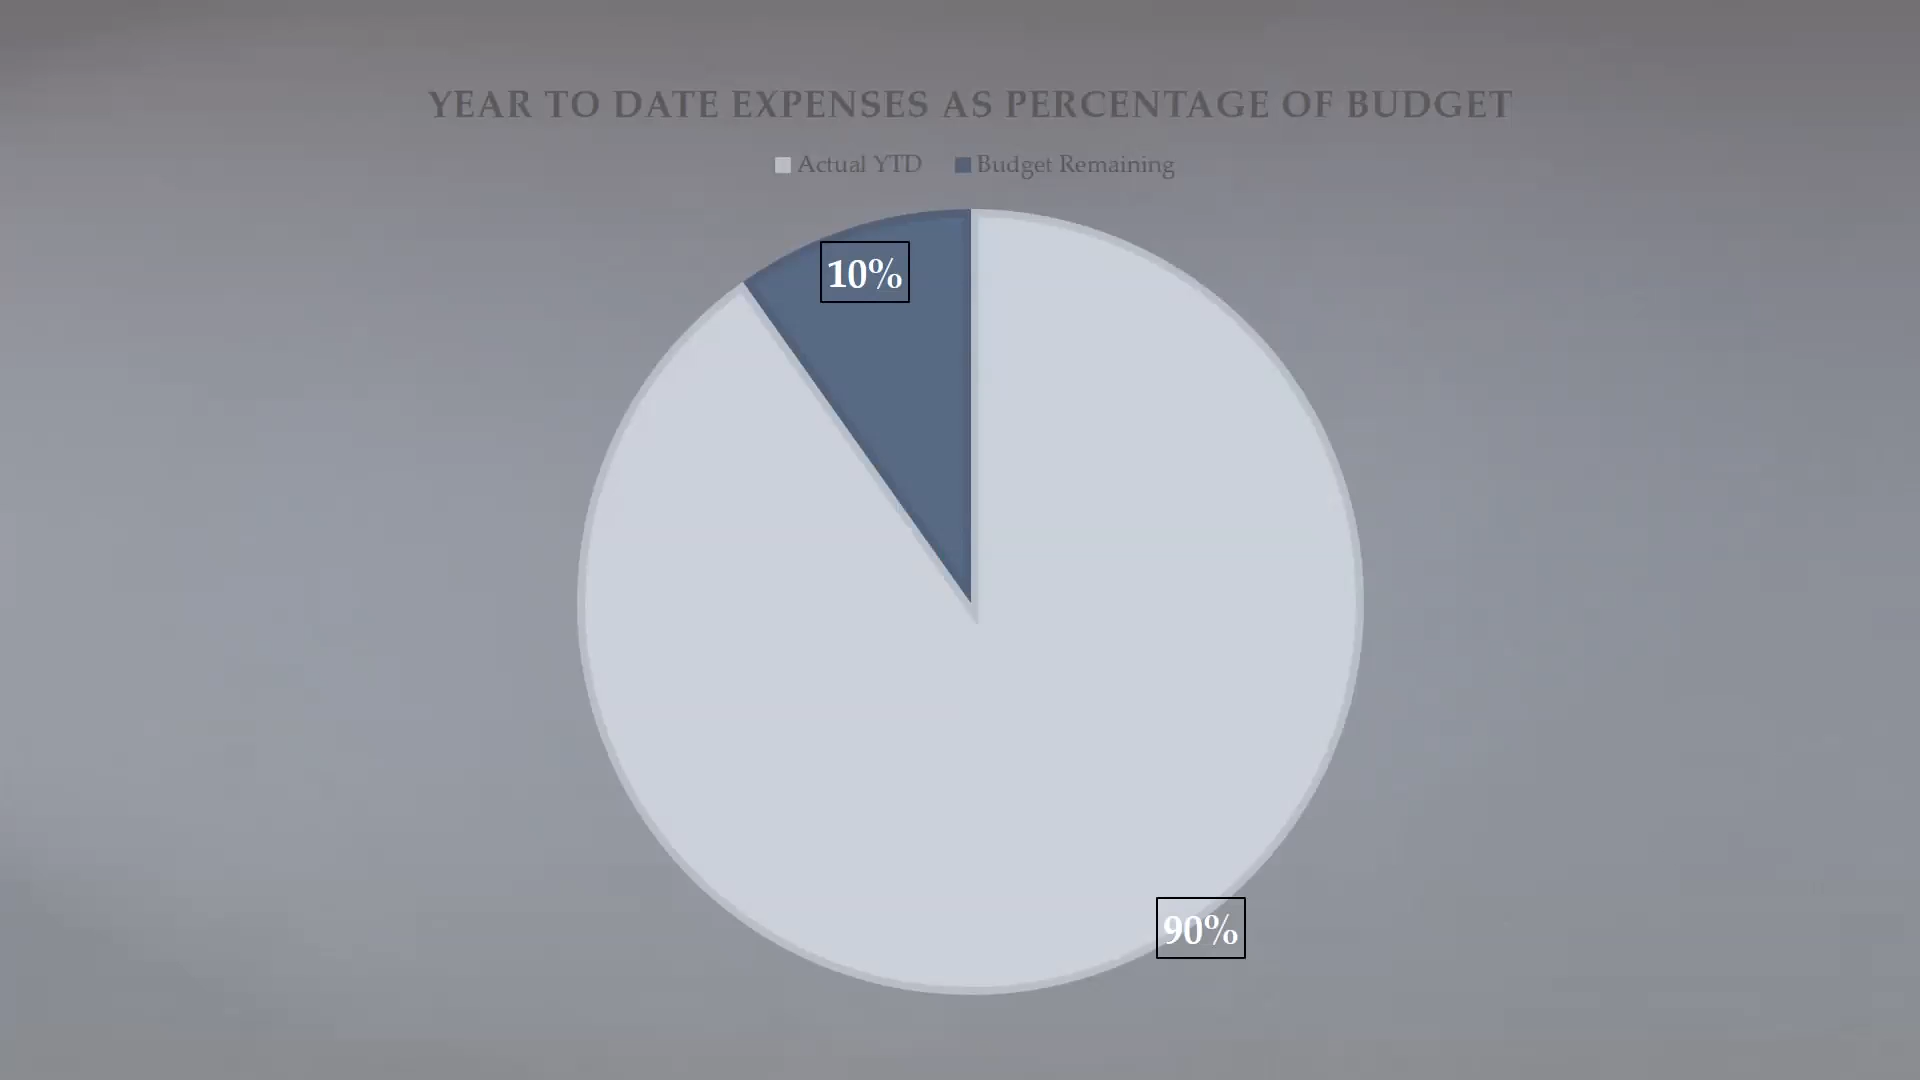 YEAR TO DATE EXPENSES AS PERCENTAGE OF BUDGET
Actual YTD Budget Remaining
10%
90%